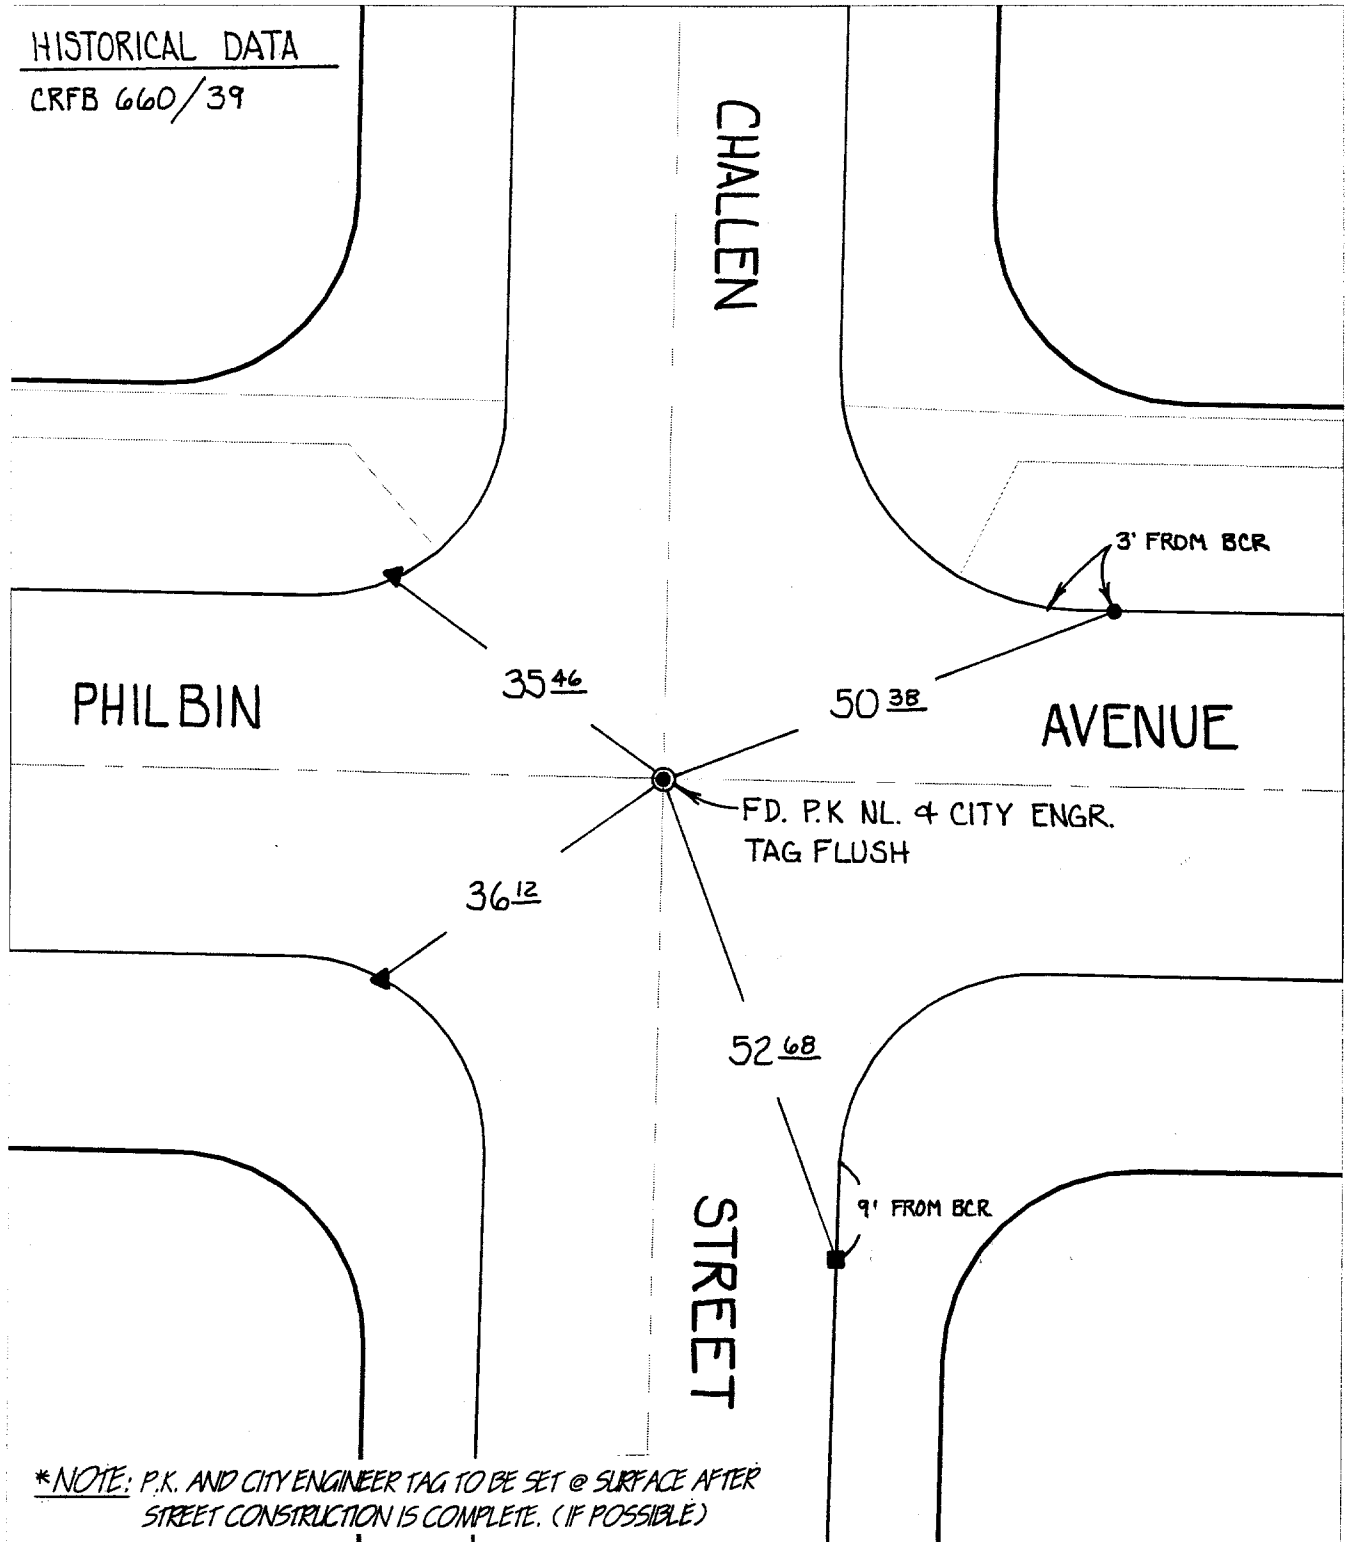 HISTORICAL DATA
CRFB 660/39
CHALLEN
3' FROM BCR
35 46
50 38
PHILBIN
AVENUE
FD. P.K NL. & CITY ENGR.
TAG FLUSH
36 12
52 68
9' FROM BCR
STREET
*NOTE: P.K. AND CITY ENGINEER TAG TO BE SET @ SURFACE AFTER
STREET CONSTRUCTION IS COMPLETE. (IF POSSIBLE)